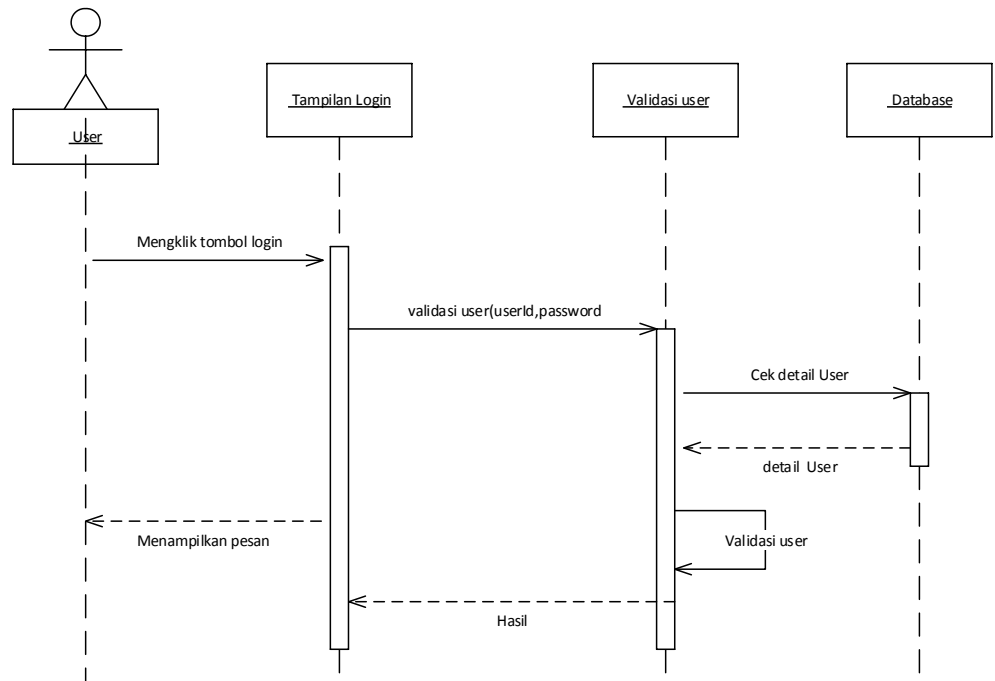 Tampilan Login
Validasi user
Database
User
Mengklik tombol login
validasi user(userId,password
Cek detail User
detail User
Menampilkan pesan
Validasi user
Hasil